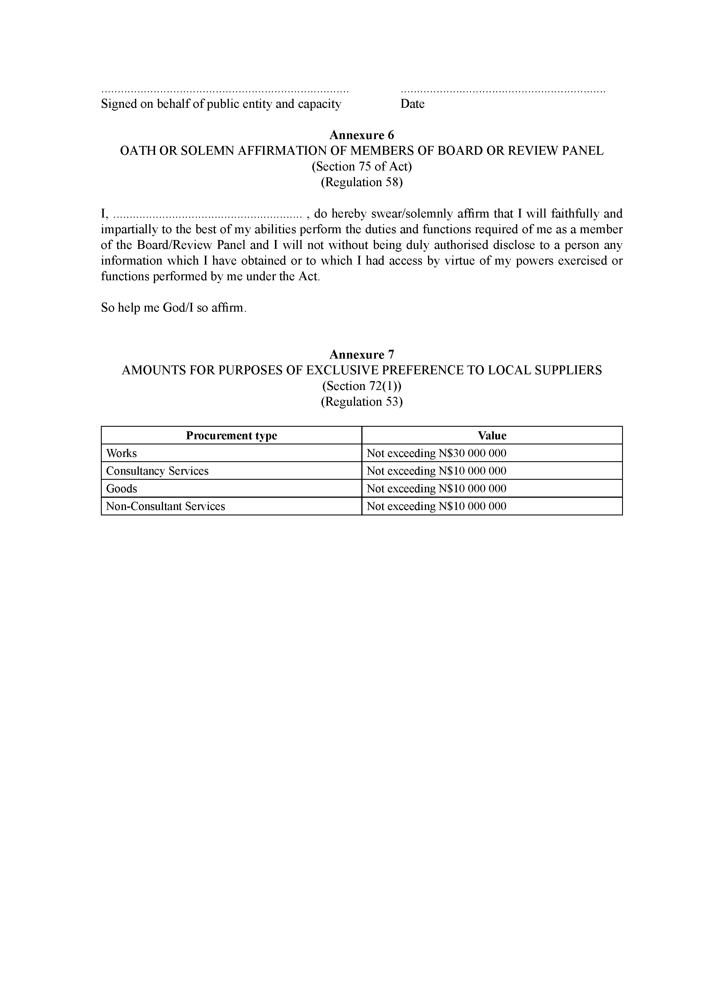 ........................................................................... ..............................................................
Signed on behalf of public entity and capacity Date
Annexure 6
OATH OR SOLEMN AFFIRMATION OF MEMBERS OF BOARD OR REVIEW PANEL
(Section 75 of Act)
(Regulation 58)
I, ......................................................... , do hereby swear/solemnly affirm that I will faithfully and
impartially to the best of my abilities perform the duties and functions required of me as a member
of the Board/Review Panel and I will not without being duly authorised disclose to a person any
information which I have obtained or to which I had access by virtue of my powers exercised or
functions performed by me under the Act.
So help me God/I so affirm.
Annexure 7
AMOUNTS FOR PURPOSES OF EXCLUSIVE PREFERENCE TO LOCAL SUPPLIERS
(Section 72(1))
(Regulation 53)
Procurement type Value
Works Not exceeding N$30 000 000
Consultancy Services Not exceeding N$10 000 000
Goods Not exceeding N$10 000 000
Non-Consultant Services Not exceeding N$10 000 000